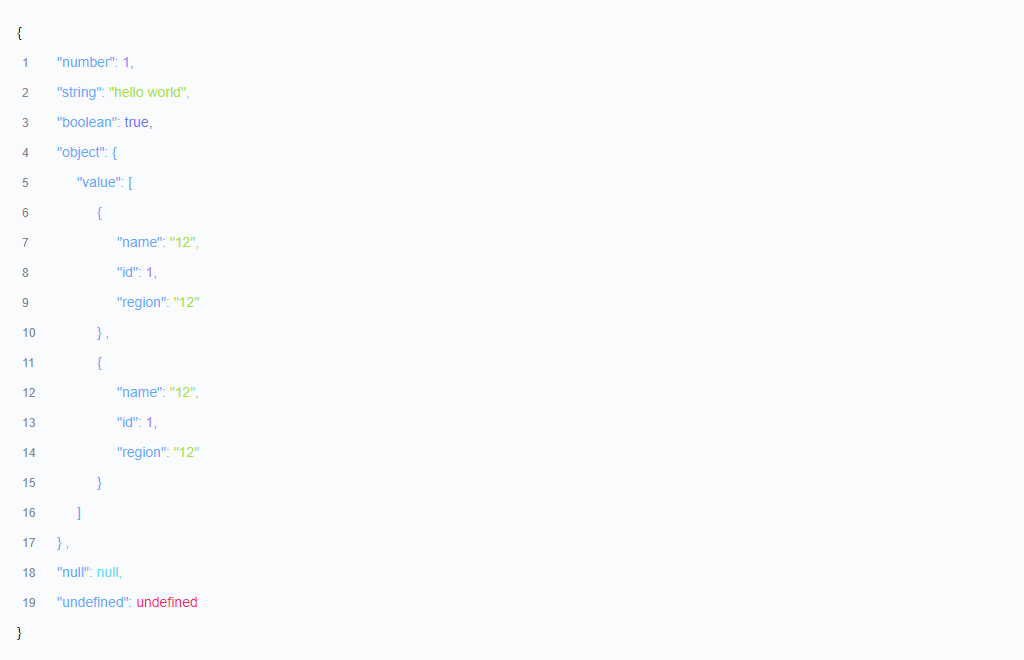 {
1 "number": 1,
2 "string": "hello world",
3 "boolean": true,
4 "object": {
5 "value": [
6 {
7 "name": "12",
8 "id": 1,
9 "region": "12"
10 } ,
11 {
12 "name": "12",
13 "id": 1,
14 "region": "12"
15 }
16 ]
17 } ,
18 "null": null,
19 "undefined": undefined
}